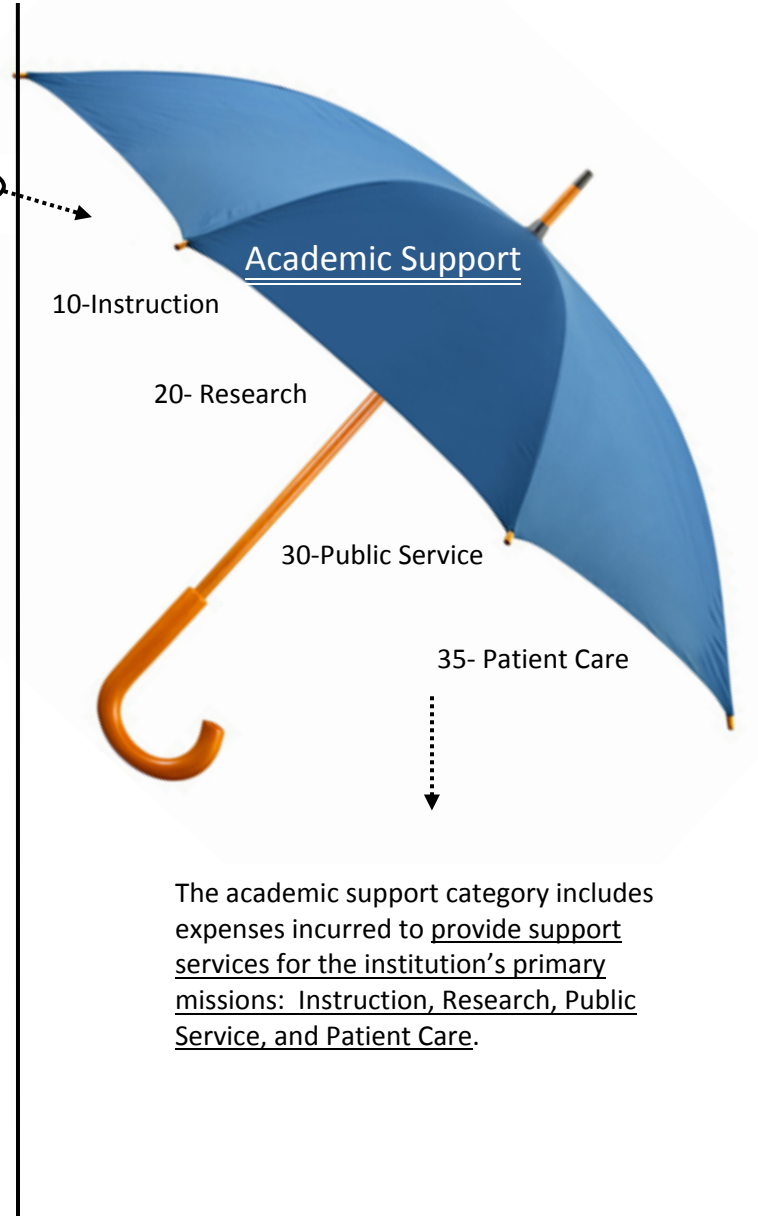 Academic Support
10-Instruction
20- Research
30-Public Service
35- Patient Care
The academic support category includes
expenses incurred to provide support
services for the institution’s primary
missions:  Instruction, Research, Public
Service, and Patient Care.